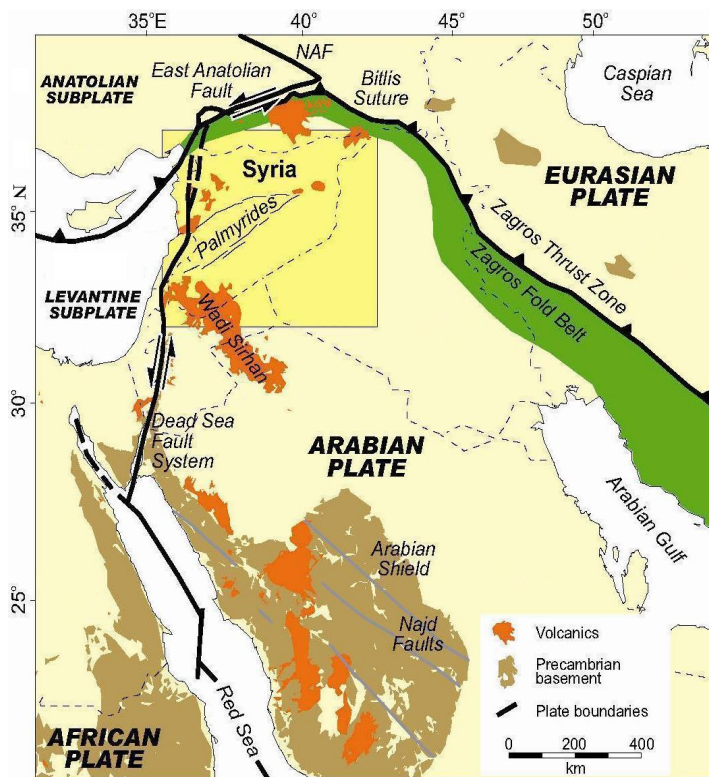 35°E
40°
45°
50°
NAF
ANATOLIAN
SUBPLATE
East Anatolian
Fault
Bitlis
Suture
Caspian
Sea
Syria
EURASIAN
PLATE
35°N
Palmyrides
Zagros Thrust Zone
Zagros Fold Belt
LEVANTINE
SUBPLATE
Wadi Sirhan
30°
Dead Sea
Fault
System
ARABIAN
PLATE
Arabian Gulf
Arabian
Shield
25°
Najd
Faults
Red Sea
AFRICAN
PLATE
Volcanics
Precambrian
basement
Plate boundaries
0 200 400
km